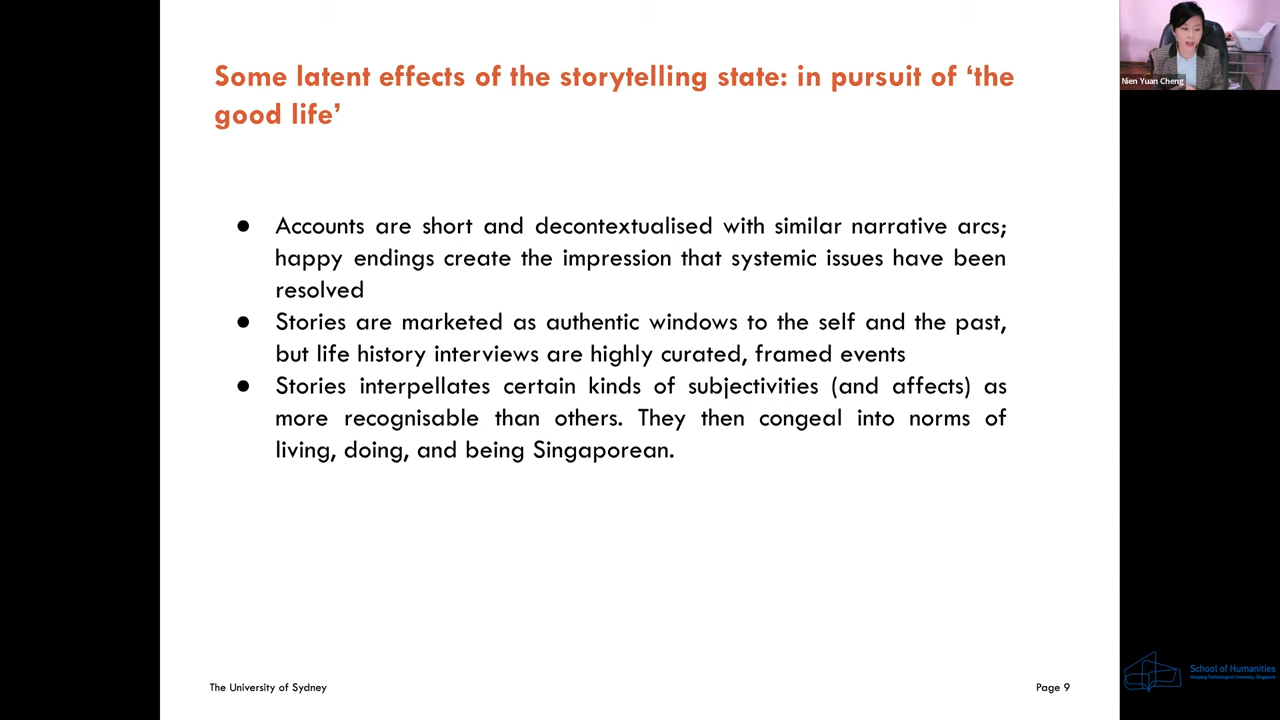 Some latent effects of the storytelling state: in pursuit of ‘the
good life’
● Accounts are short and decontextualised with similar narrative arcs;
happy endings create the impression that systemic issues have been
resolved
● Stories are marketed as authentic windows to the self and the past,
but life history interviews are highly curated, framed events
● Stories interpellates certain kinds of subjectivities (and affects) as
more recognisable than others. They then congeal into norms of
living, doing, and being Singaporean.
The University of Sydney
Page 9
Nien Yuan Cheng
School of Humanities
Nanyang Technological University, Singapore